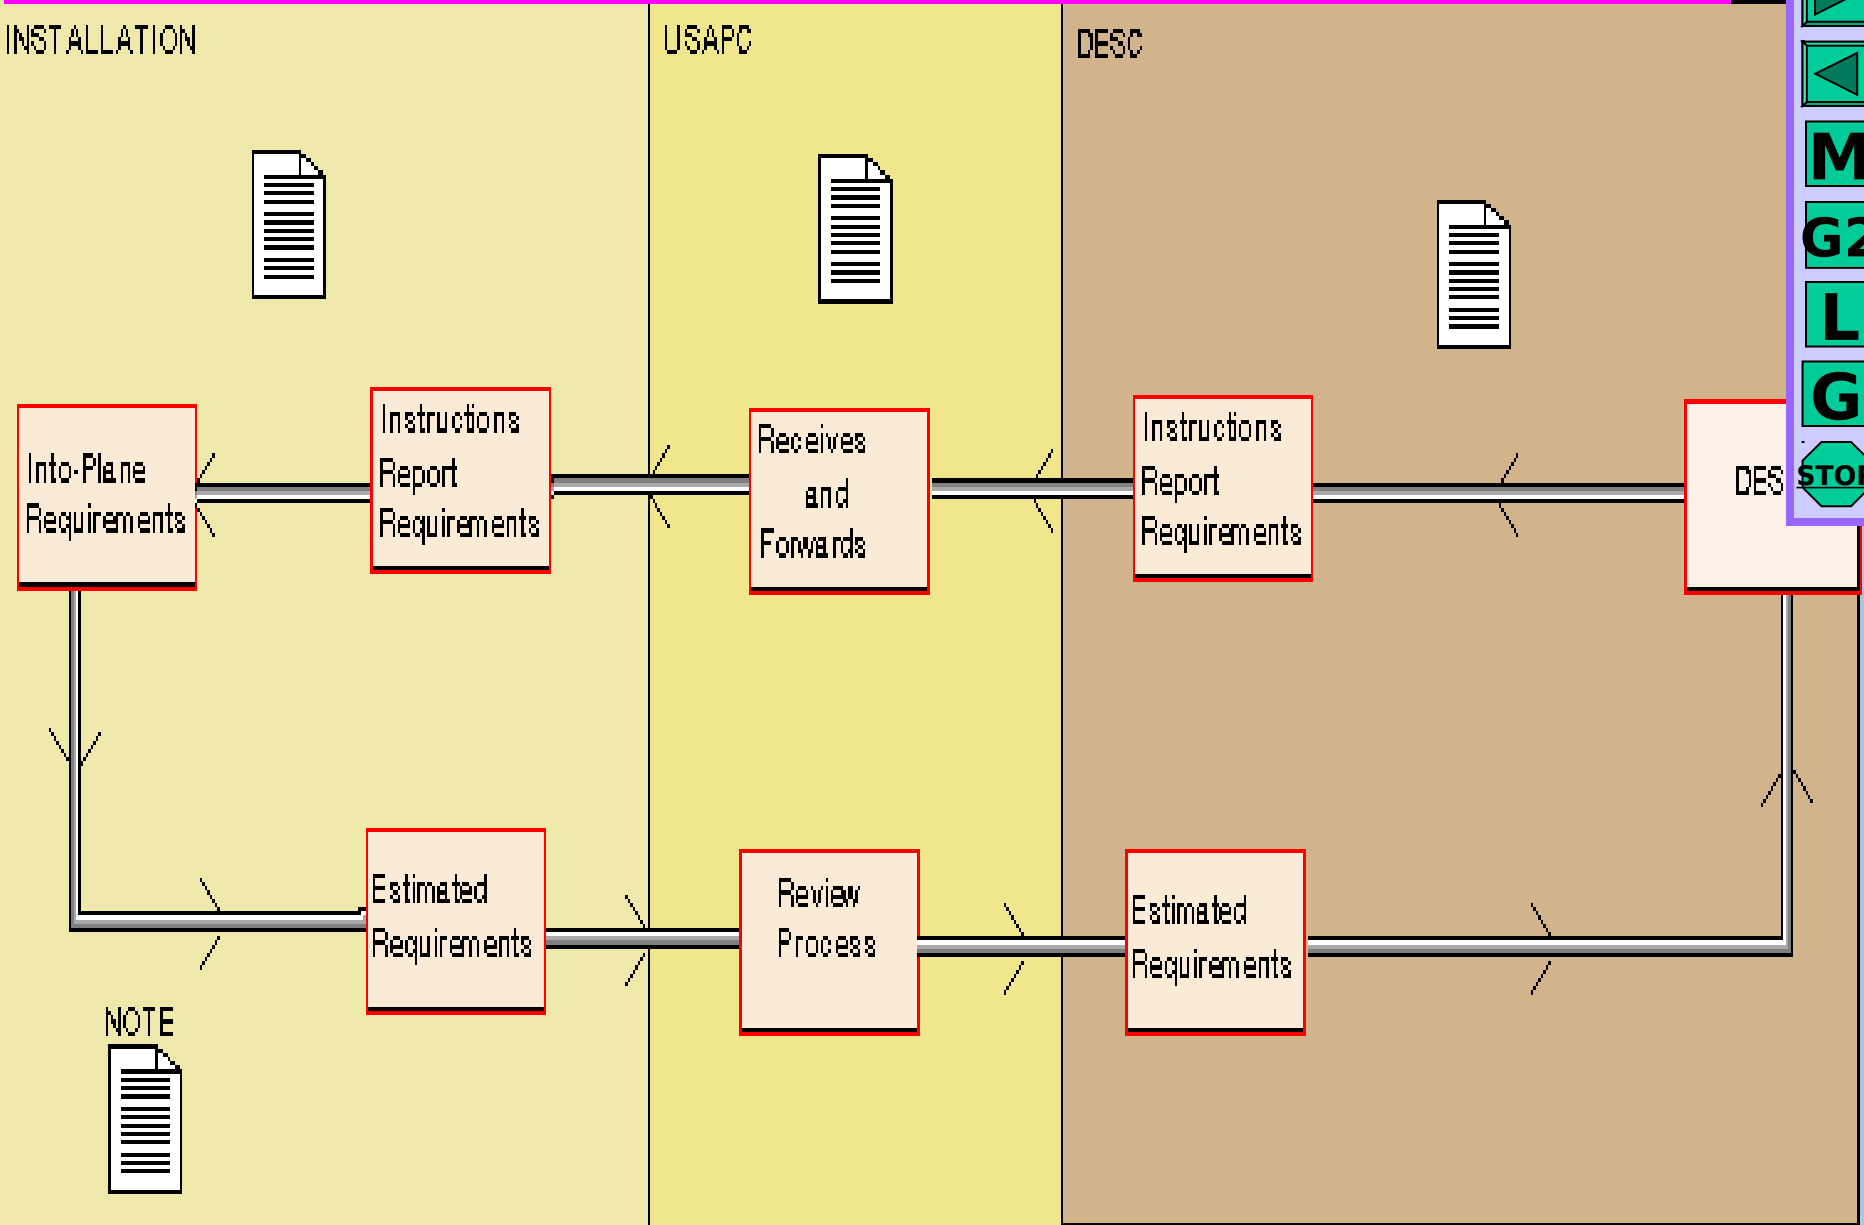 INSTALLATION
USAPC
DESC
M
G2
L
G
STOP
Into-Plane
Requirements
Instructions
Report
Requirements
Receives
and
Forwards
Instructions
Report
Requirements
DES
Estimated
Requirements
Review
Process
Estimated
Requirements
NOTE